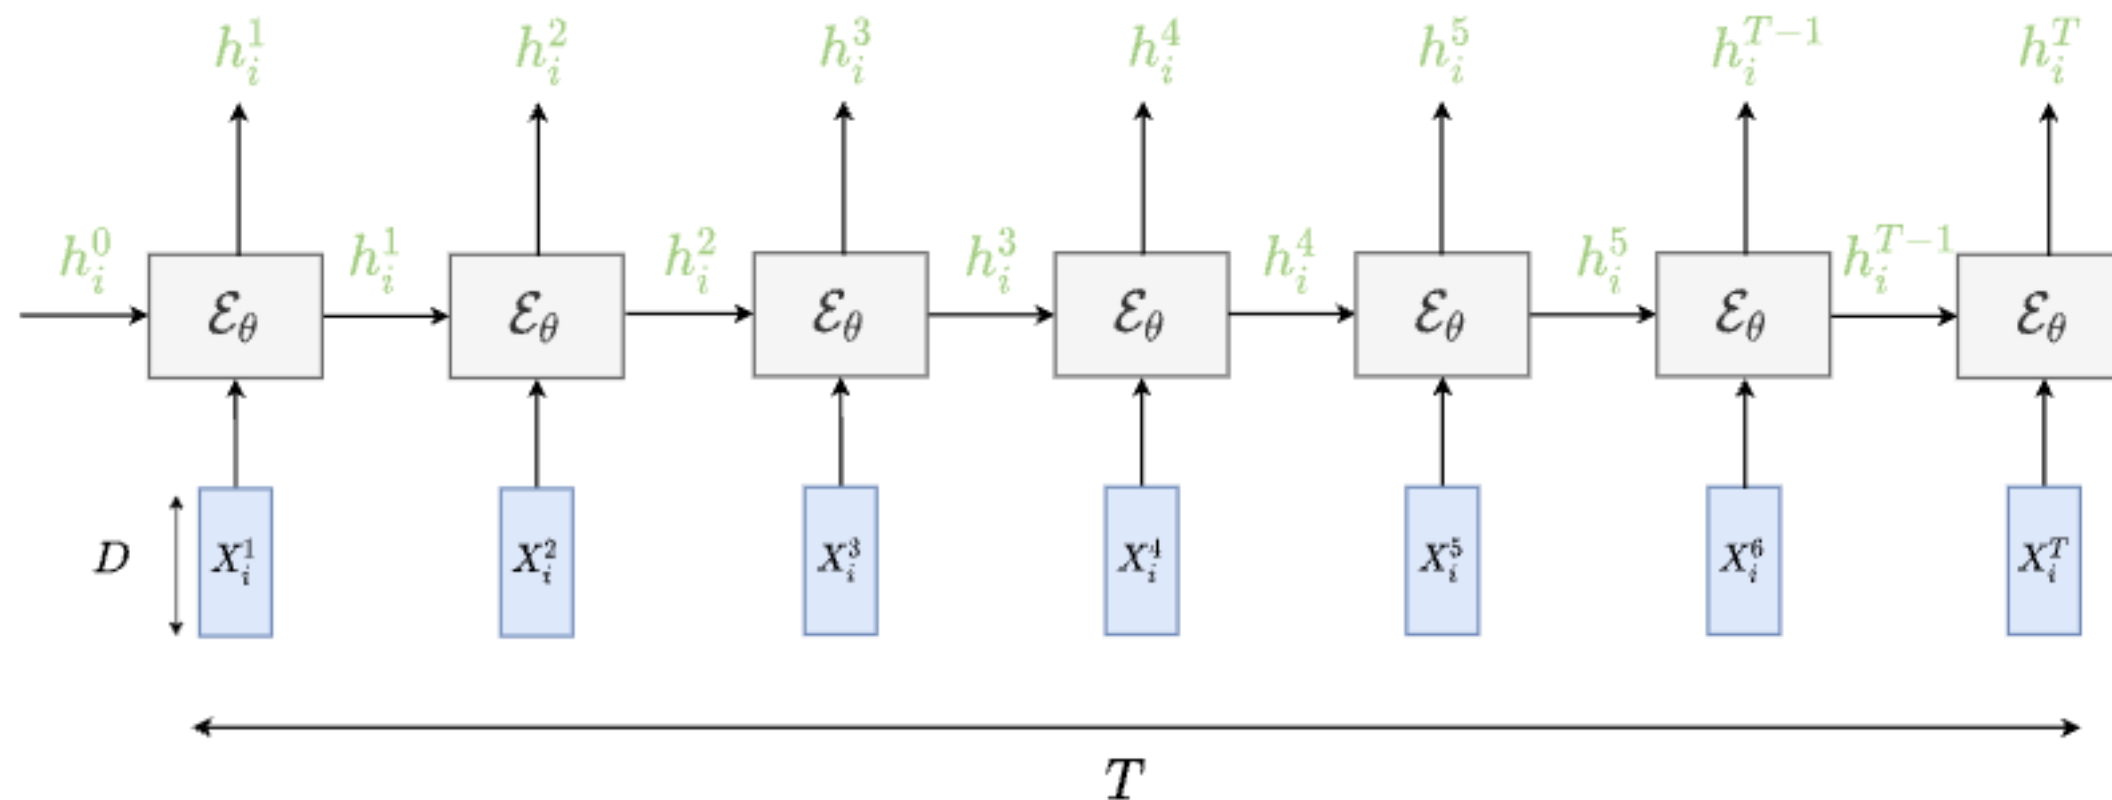 h_i^1 h_i^2 h_i^3 h_i^4 h_i^5 h_i^{T-1} h_i^T
h_i^0 h_i^1 h_i^2 h_i^3 h_i^4 h_i^5 h_i^{T-1}
ℰ_θ ℰ_θ ℰ_θ ℰ_θ ℰ_θ ℰ_θ ℰ_θ
D X_i^1 X_i^2 X_i^3 X_i^4 X_i^5 X_i^6 X_i^T
T